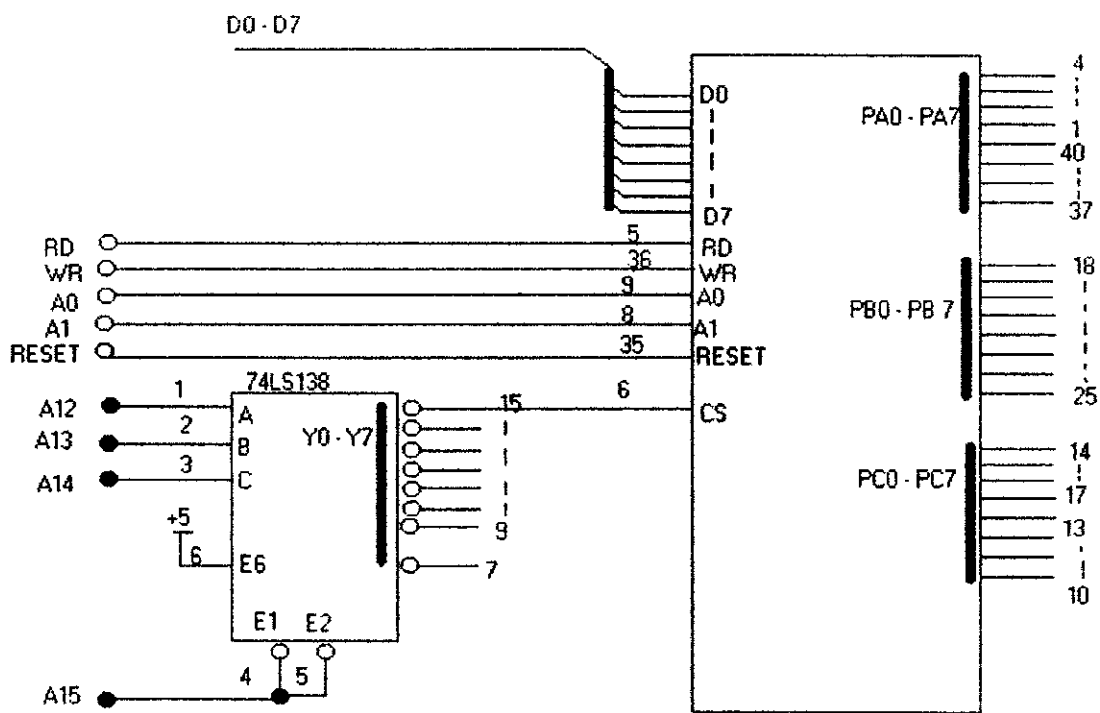 D0 - D7
4
D0
PA0 - PA7
1
40
D7
37
RD
5
RD
WR
36
WR
18
A0
9
A0
PB0 - PB 7
A1
8
A1
RESET
35
RESET
74LS138
25
A12
1
A
15
6
CS
A13
2
B
Y0 - Y7
14
A14
3
C
PC0 - PC7
17
+5
9
13
6
E6
7
10
E1
E2
4
5
A15